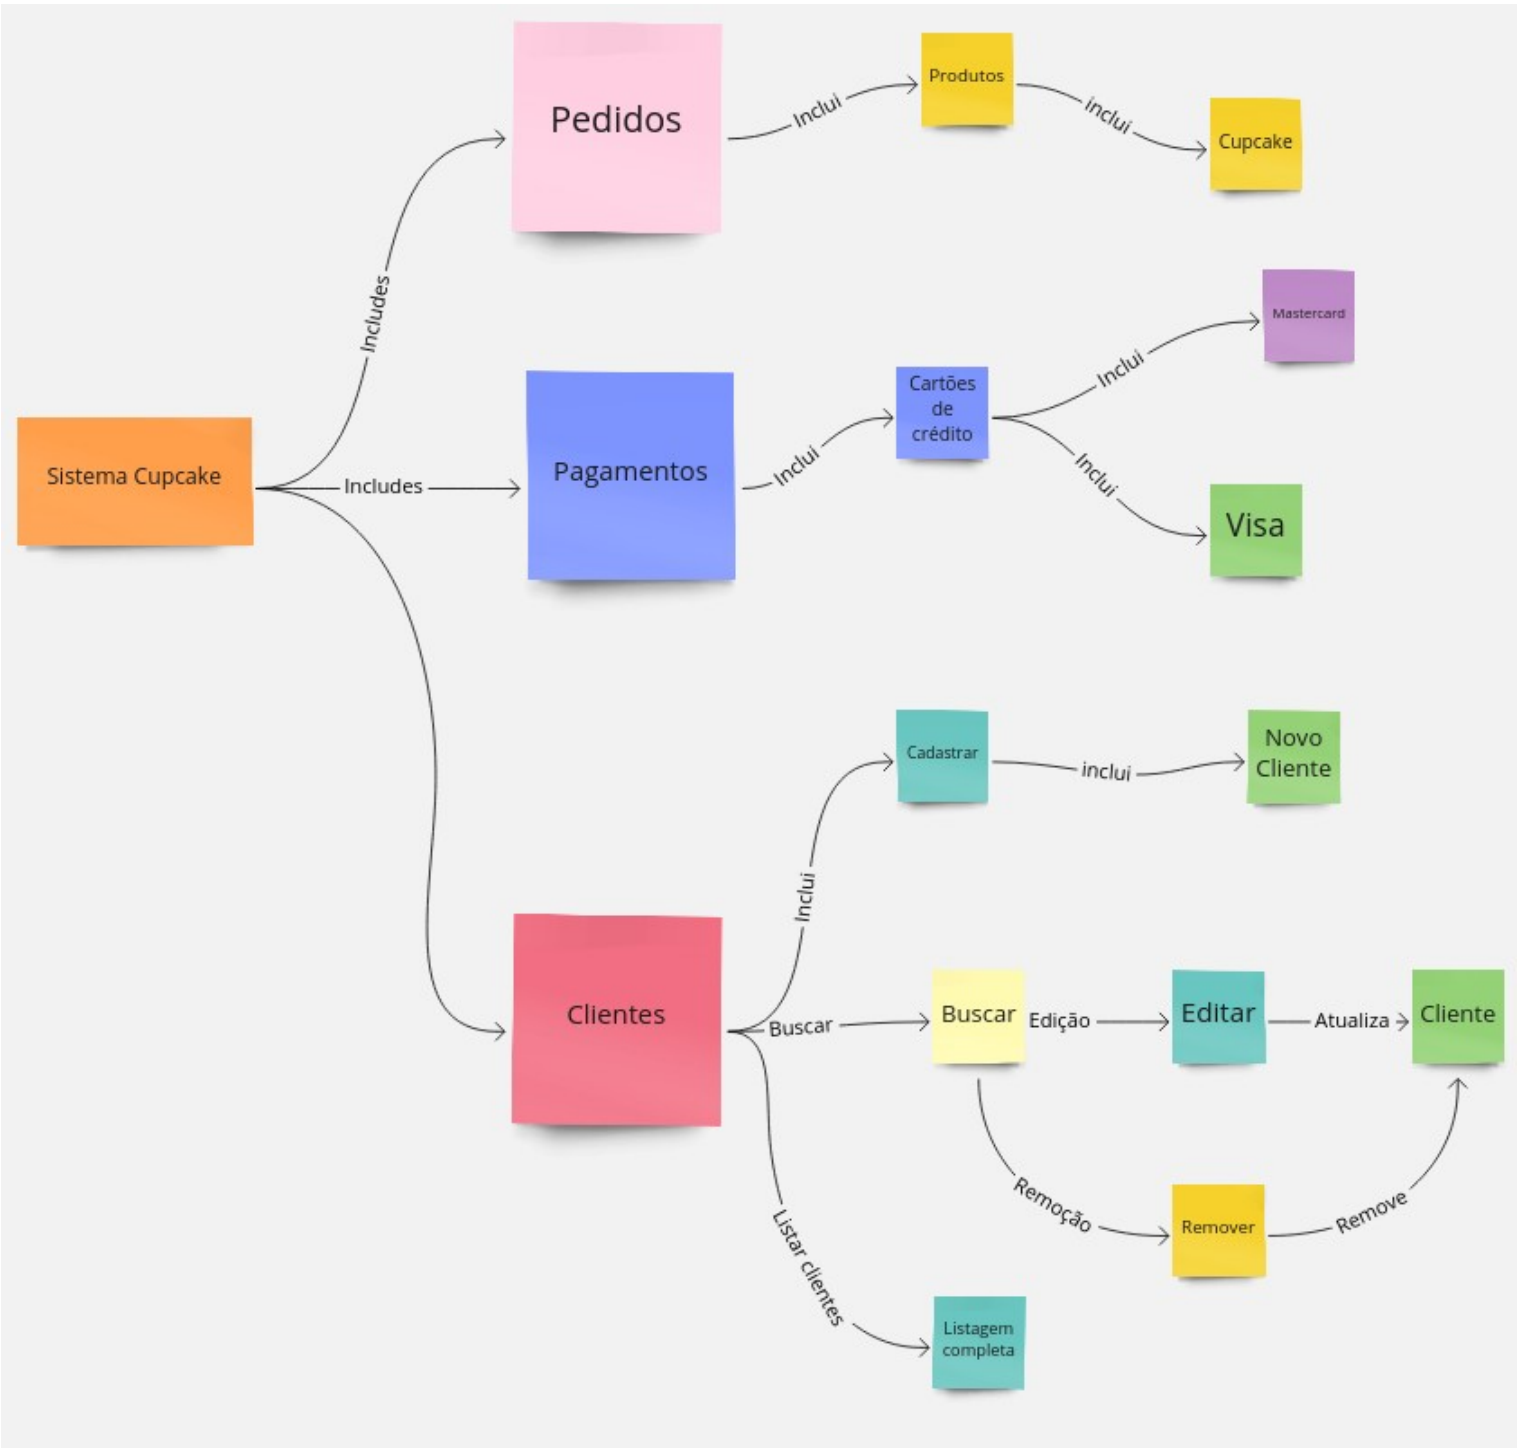 Pedidos
Inclui
Produtos
inclui
Cupcake
Includes
Sistema Cupcake
Includes
Pagamentos
Inclui
Cartões
de
crédito
Inclui
Mastercard
Inclui
Visa
Clientes
Inclui
Cadastrar
inclui
Novo
Cliente
Buscar
Buscar
Edição
Editar
Atualiza
Cliente
Remoção
Remover
Remove
Listar clientes
Listagem
completa